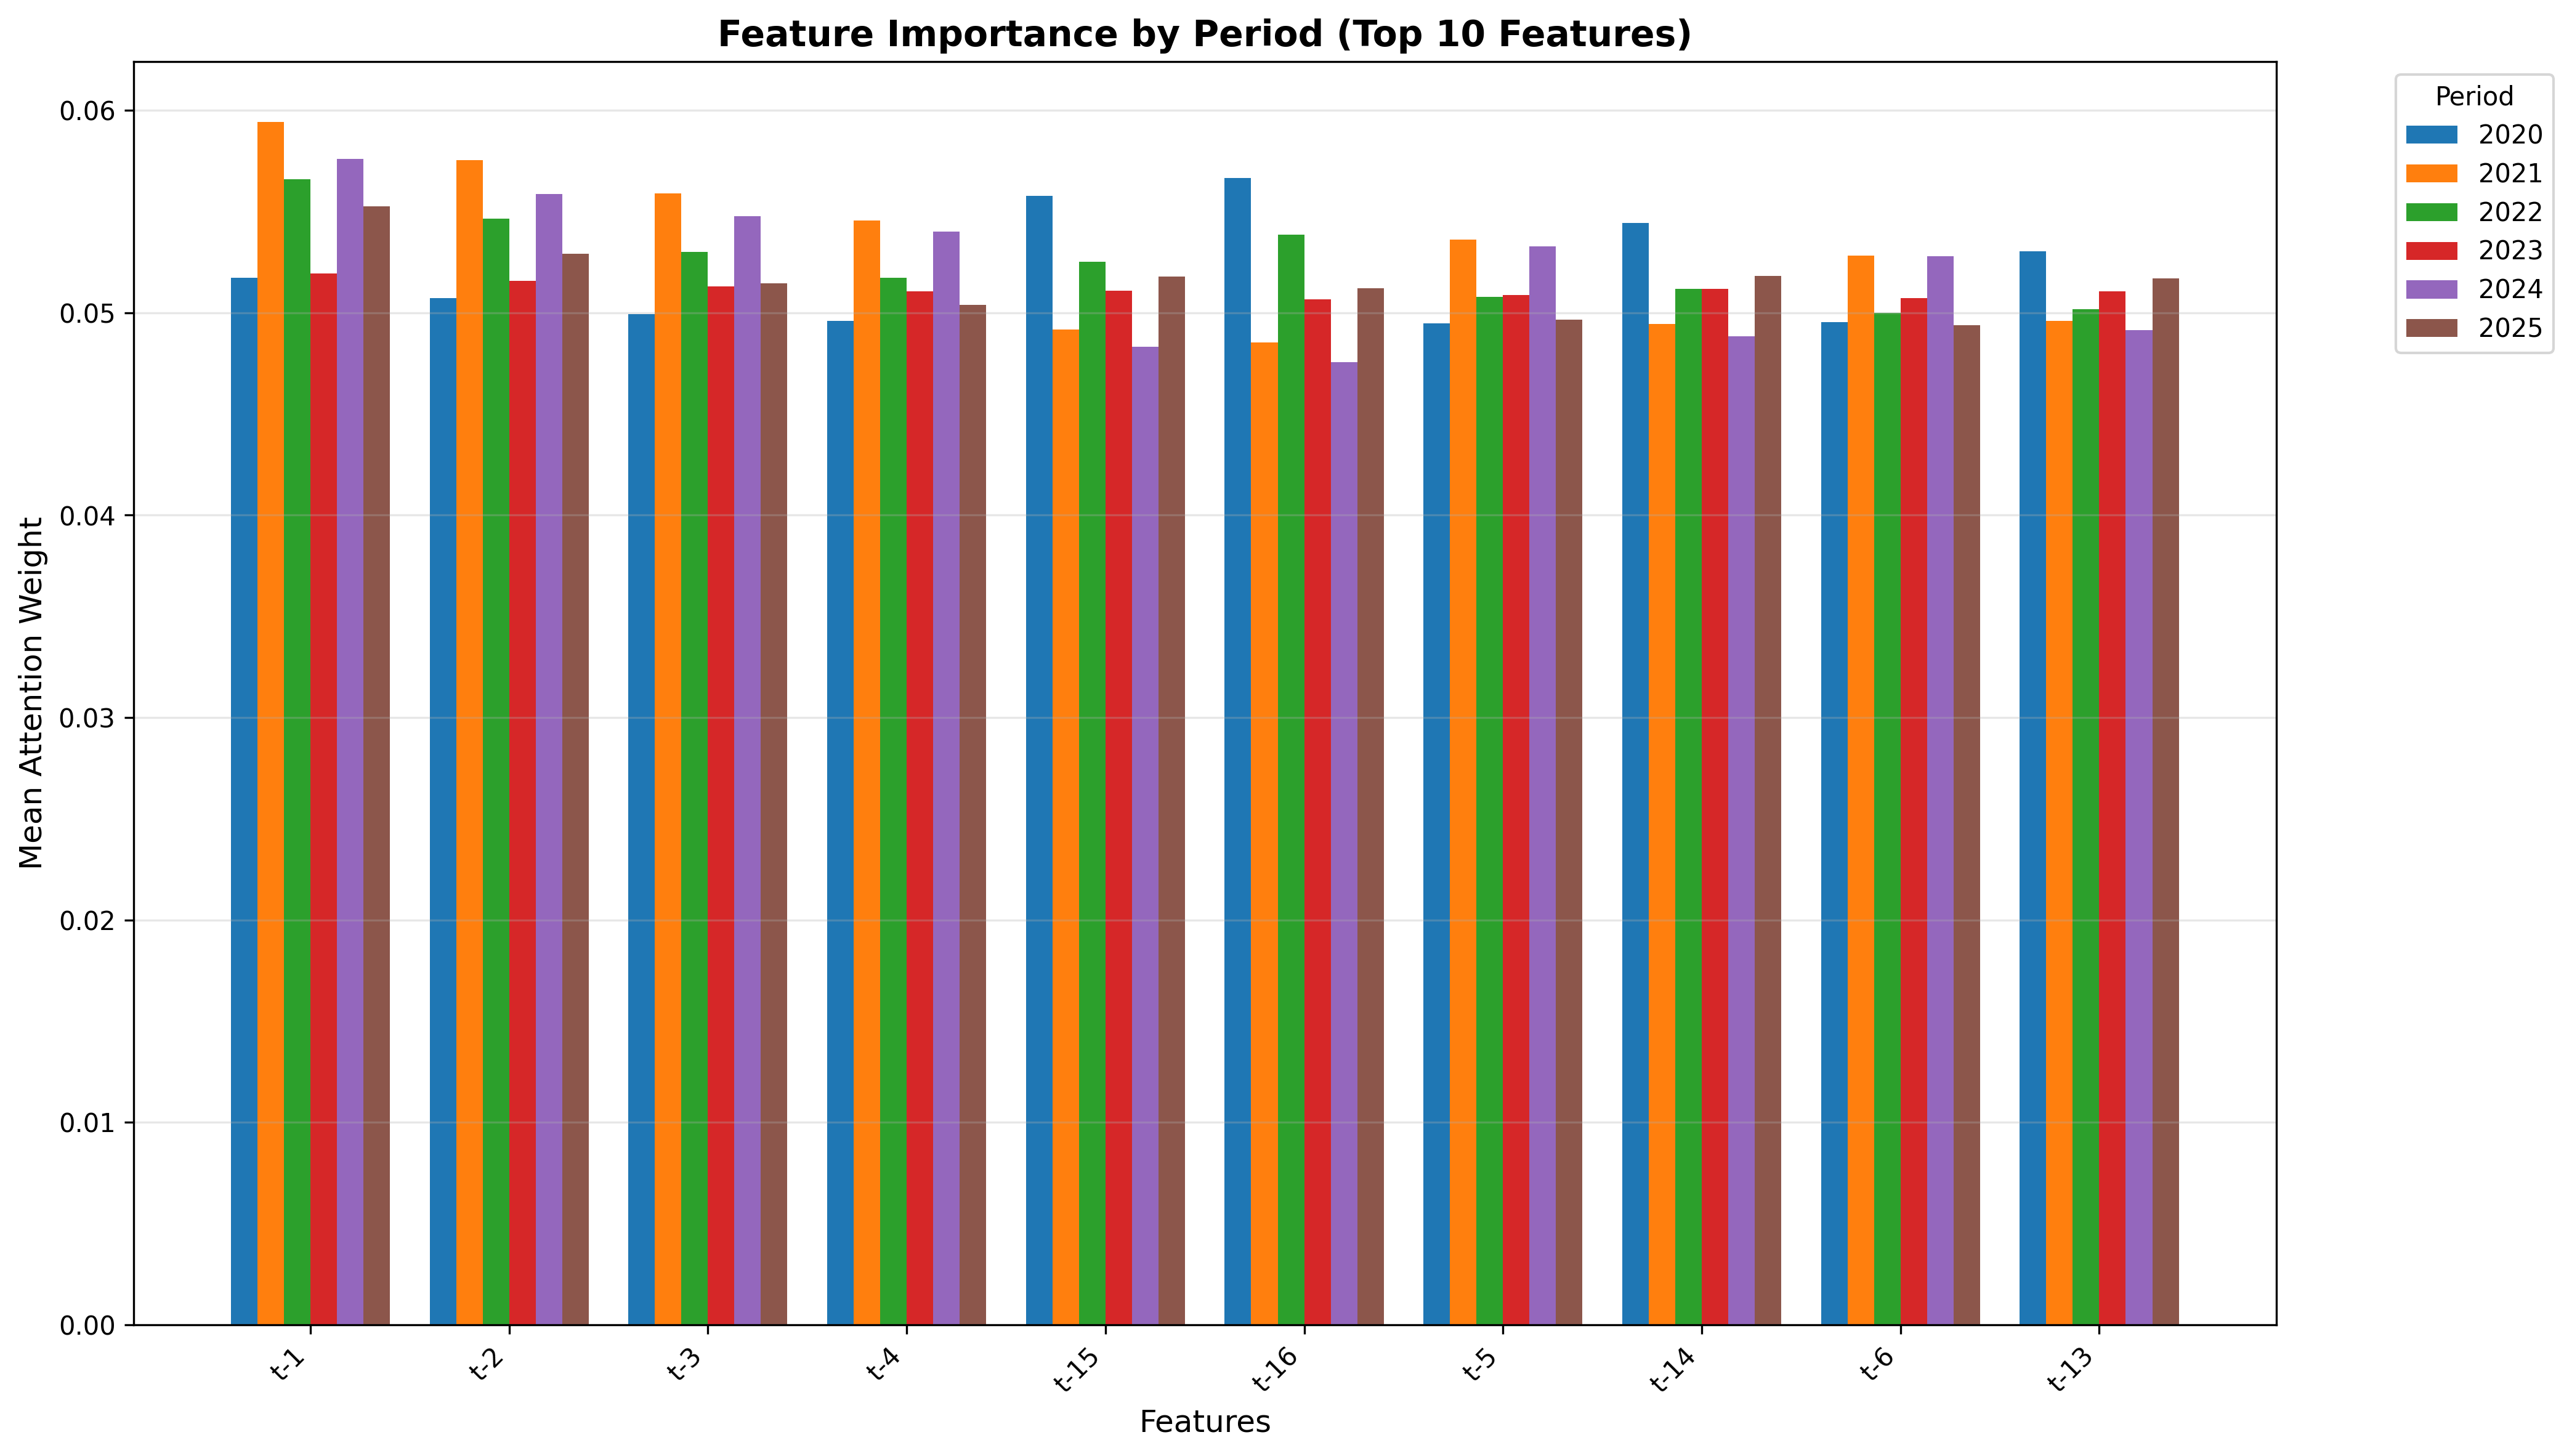 Feature Importance by Period (Top 10 Features)
Period
2020
2021
2022
2023
2024
2025
Mean Attention Weight
0.06
0.05
0.04
0.03
0.02
0.01
0.00
t-1
t-2
t-3
t-4
t-15
t-16
t-5
t-14
t-6
t-13
Features